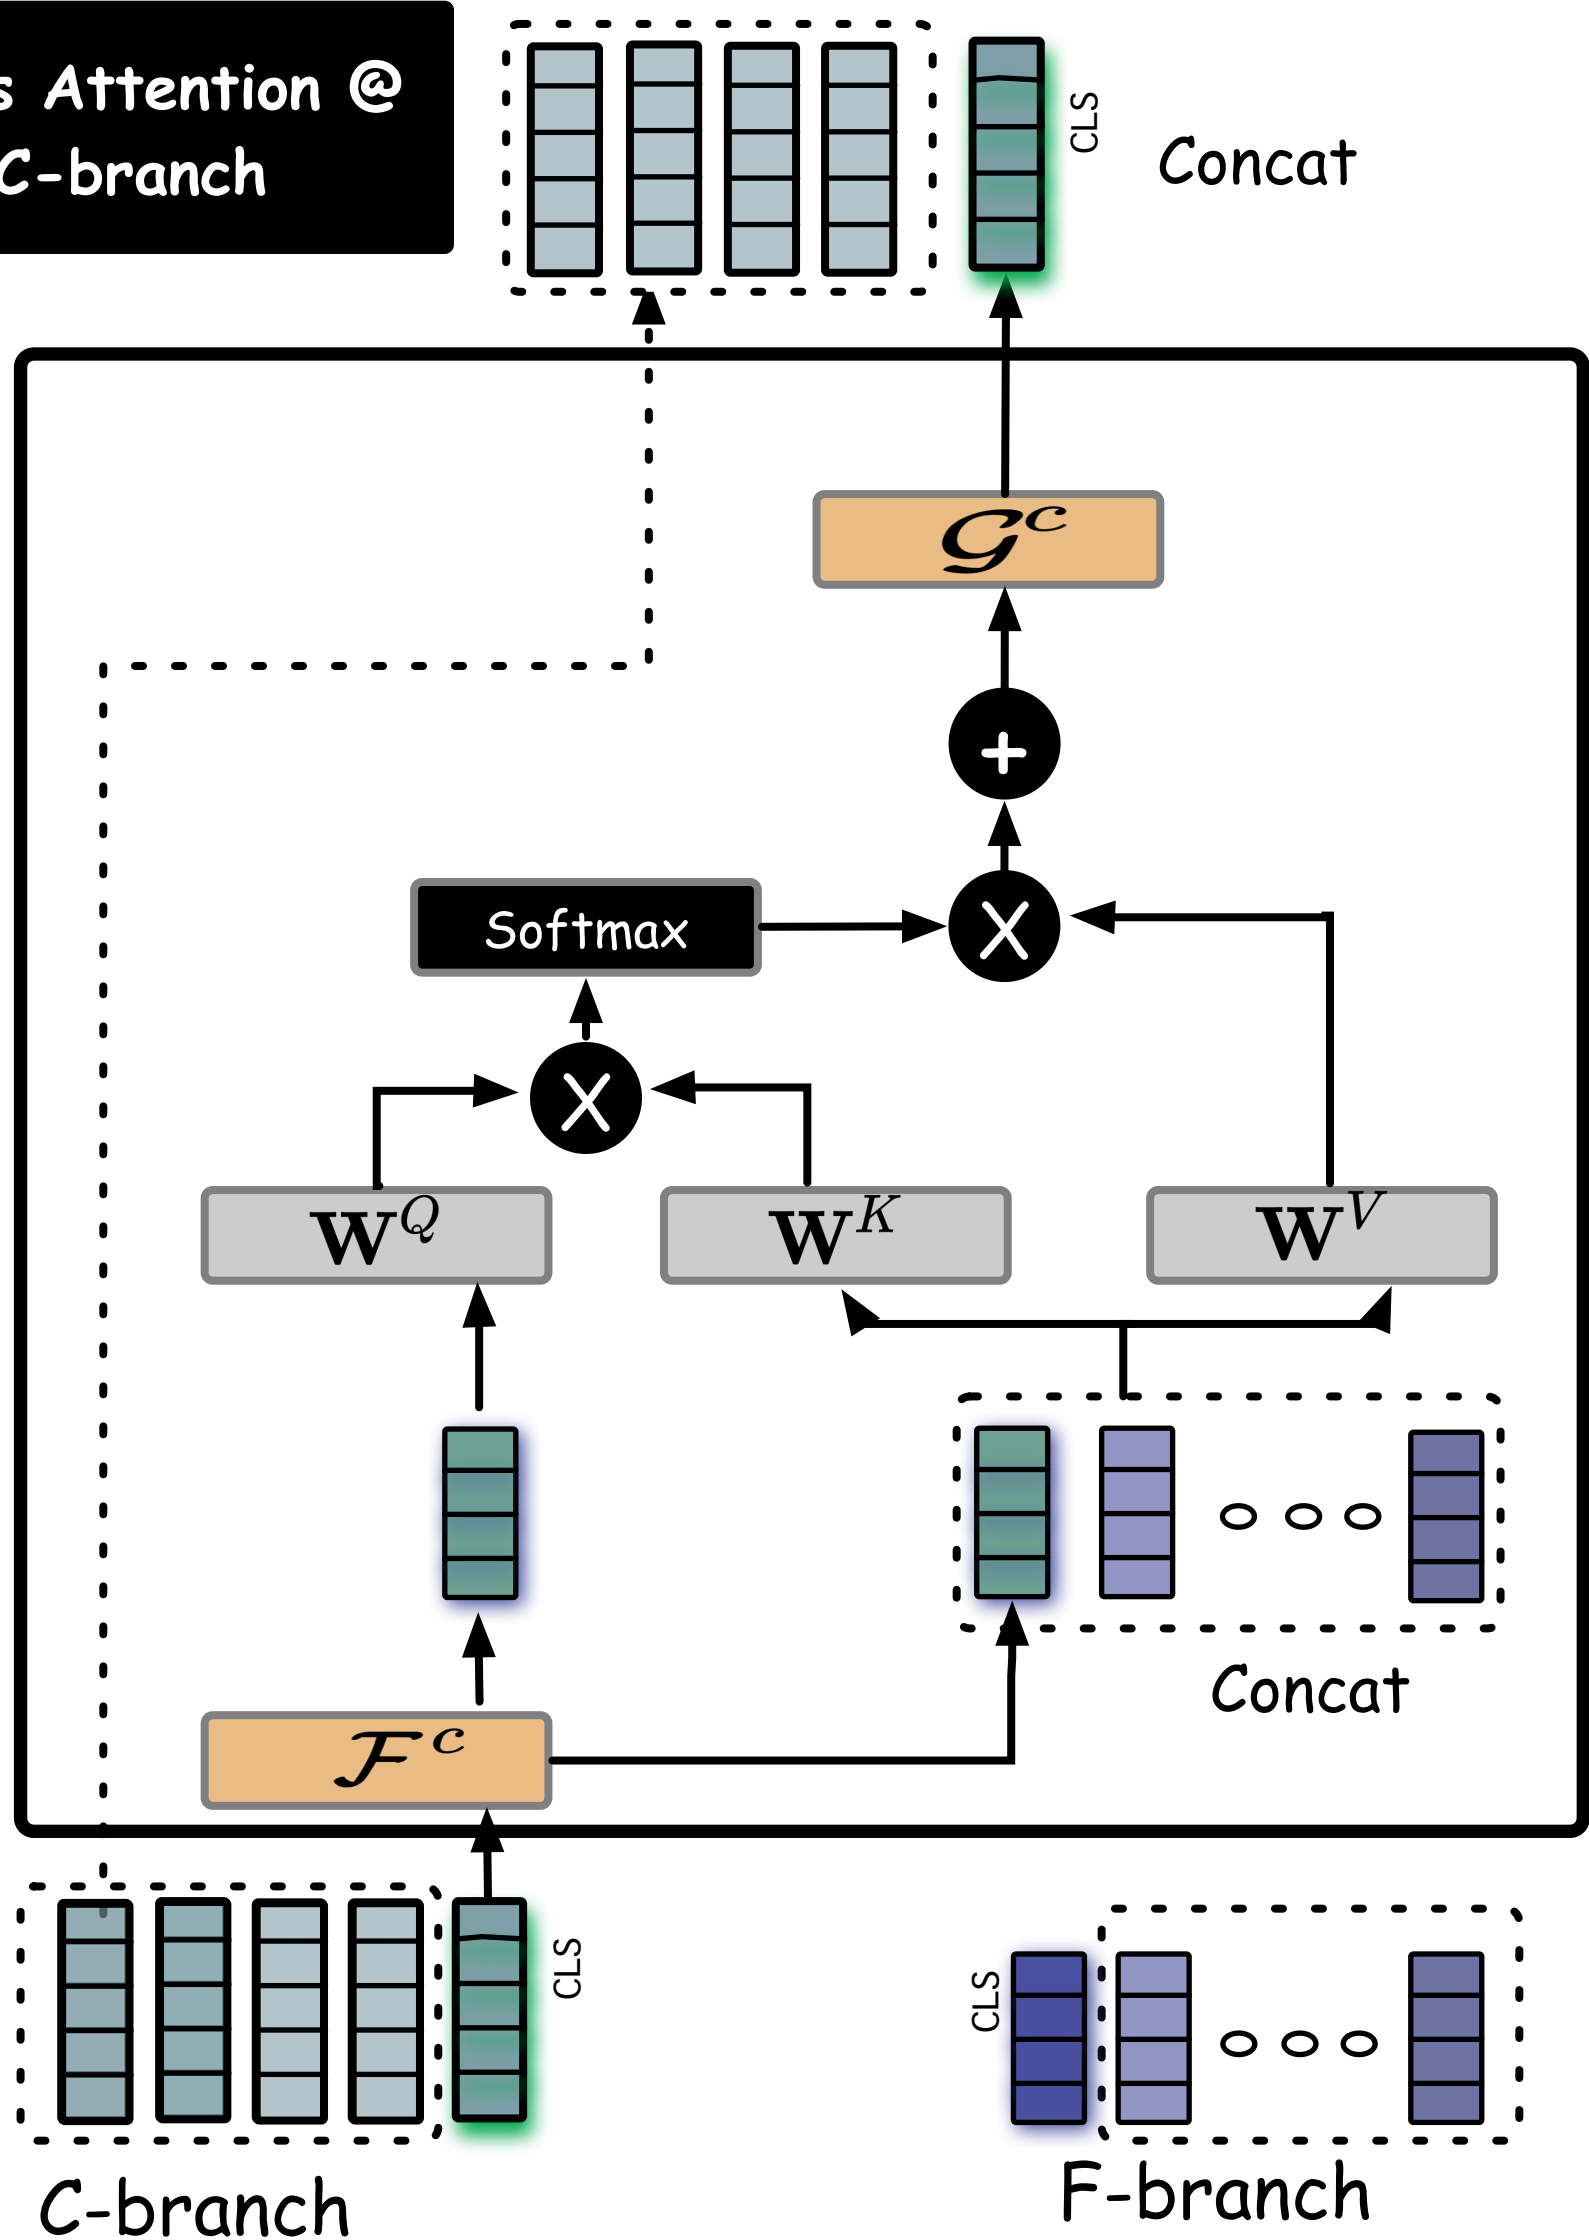 s Attention @
C-branch
CLS
Concat
𝒢^c
+
X
Softmax
X
W^Q
W^K
W^V
Concat
ℱ^c
CLS
CLS
C-branch
F-branch